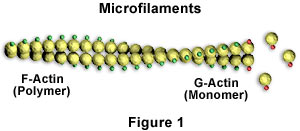 Microfilaments
F-Actin
(Polymer)
G-Actin
(Monomer)
Figure 1